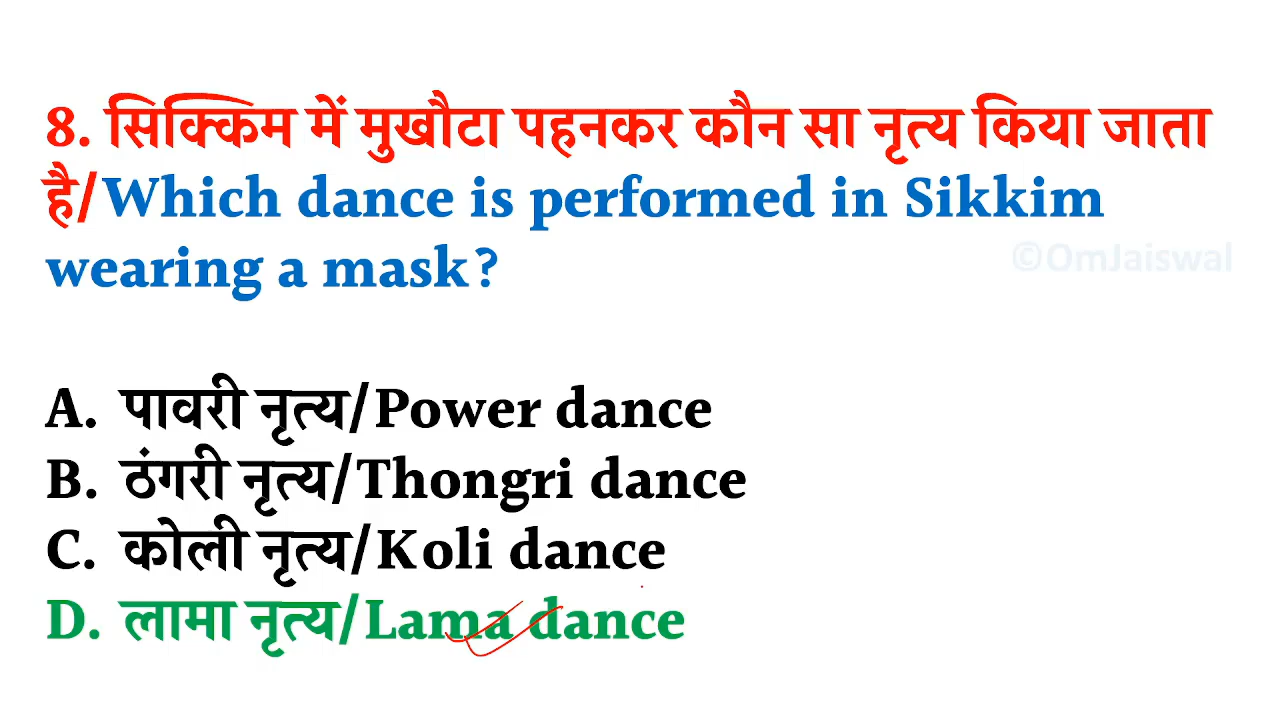 8. सिक्किम में मुखौटा पहनकर कौन सा नृत्य किया जाता
है/Which dance is performed in Sikkim
wearing a mask?
©OmJaiswal
A. पावरी नृत्य/Power dance
B. ठंगरी नृत्य/Thongri dance
C. कोली नृत्य/Koli dance
D. लामा नृत्य/Lama dance